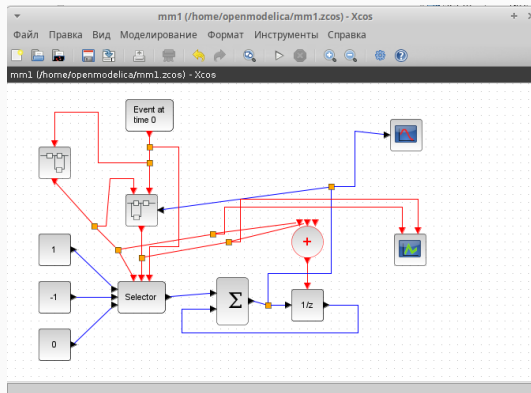 mm1 (/home/openmodelica/mm1.zcos) - Xcos
Файл Правка Вид Моделирование Формат Инструменты Справка
mm1 (/home/openmodelica/mm1.zcos) - Xcos
Event at
time 0
1
-1
0
Selector
Σ
+
1/z